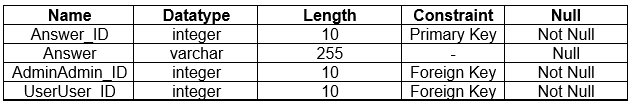 Name Datatype Length Constraint Null
Answer_ID integer 10 Primary Key Not Null
Answer varchar 255 - Null
AdminAdmin_ID integer 10 Foreign Key Not Null
UserUser_ID integer 10 Foreign Key Not Null